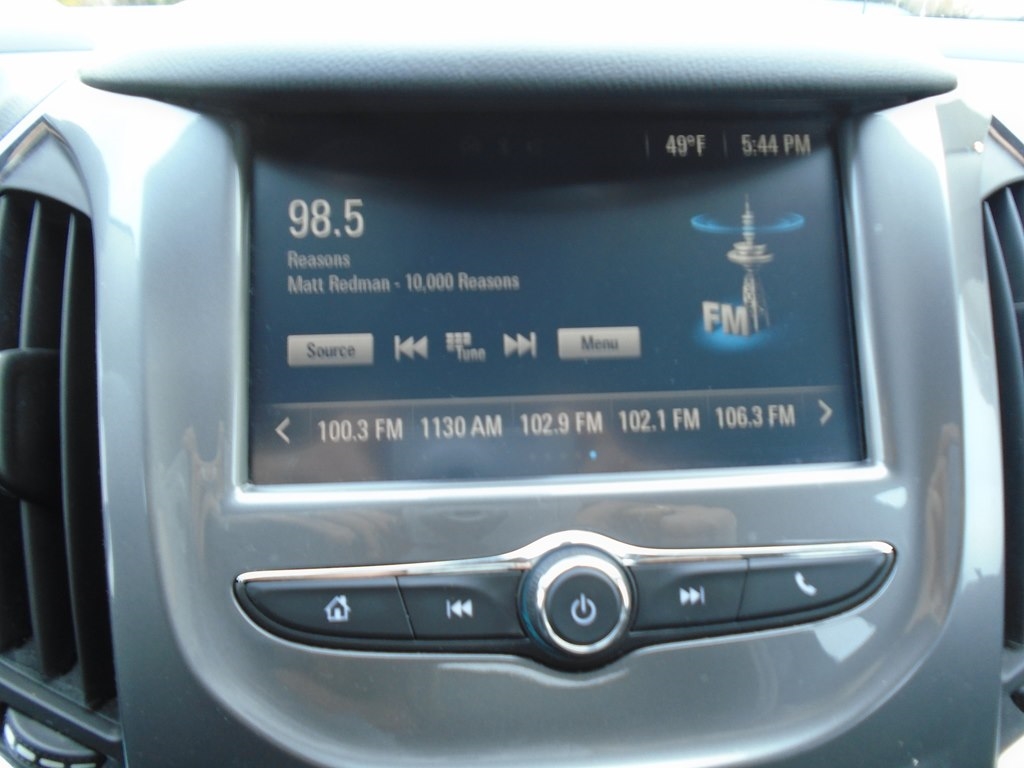 49°F 5:44 PM
98.5
Reasons
Matt Redman - 10,000 Reasons
FM
Source Tune Menu
100.3 FM 1130 AM 102.9 FM 102.1 FM 106.3 FM